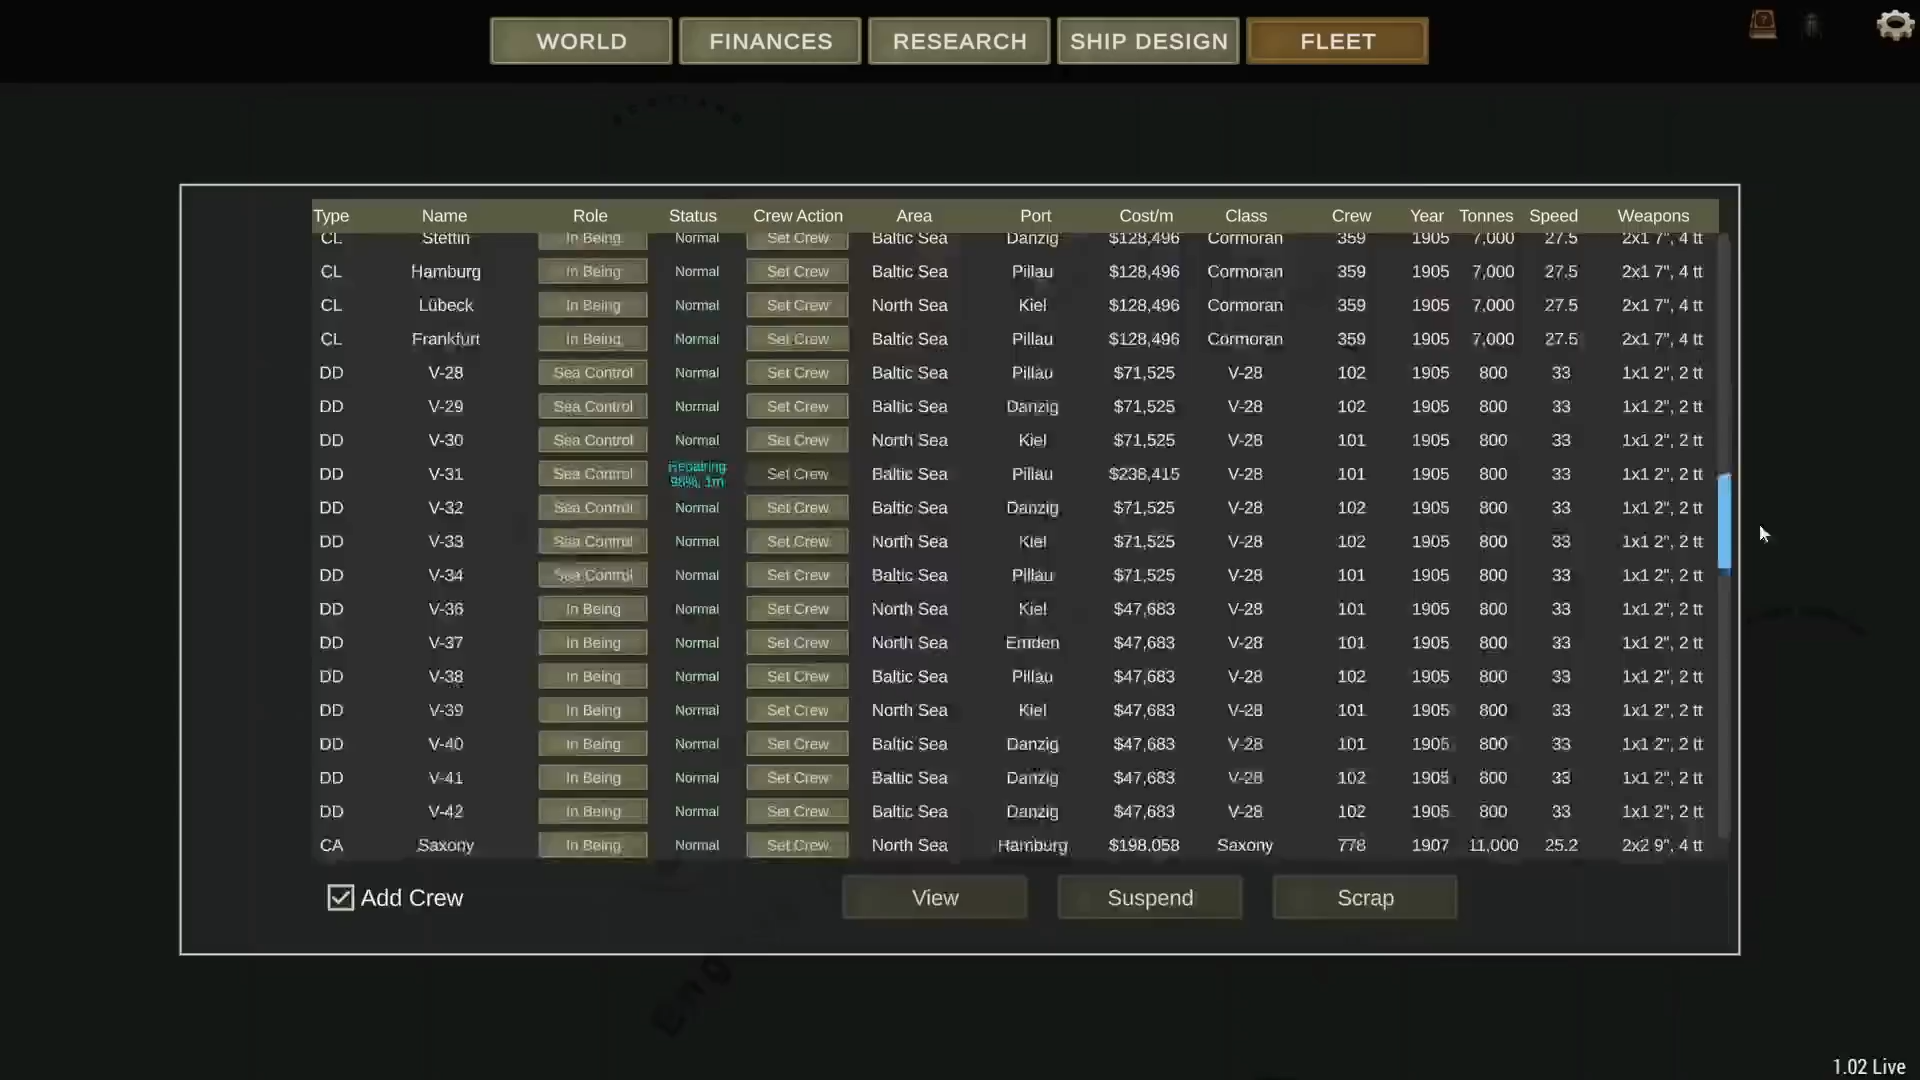 WORLD FINANCES RESEARCH SHIP DESIGN FLEET
Type Name Role Status Crew Action Area Port Cost/m Class Crew Year Tonnes Speed Weapons
CL Stettin In Being Normal Set Crew Baltic Sea Danzig $128,496 Cormoran 359 1905 7,000 27.5 2x1 7", 4 tt
CL Hamburg In Being Normal Set Crew Baltic Sea Pillau $128,496 Cormoran 359 1905 7,000 27.5 2x1 7", 4 tt
CL Lübeck In Being Normal Set Crew North Sea Kiel $128,496 Cormoran 359 1905 7,000 27.5 2x1 7", 4 tt
CL Frankfurt In Being Normal Set Crew Baltic Sea Pillau $128,496 Cormoran 359 1905 7,000 27.5 2x1 7", 4 tt
DD V-28 Sea Control Normal Set Crew Baltic Sea Pillau $71,525 V-28 102 1905 800 33 1x1 2", 2 tt
DD V-29 Sea Control Normal Set Crew Baltic Sea Danzig $71,525 V-28 102 1905 800 33 1x1 2", 2 tt
DD V-30 Sea Control Normal Set Crew North Sea Kiel $71,525 V-28 101 1905 800 33 1x1 2", 2 tt
DD V-31 Sea Control Repairing 98%, 1m Set Crew Baltic Sea Pillau $238,415 V-28 101 1905 800 33 1x1 2", 2 tt
DD V-32 Sea Control Normal Set Crew Baltic Sea Danzig $71,525 V-28 102 1905 800 33 1x1 2", 2 tt
DD V-33 Sea Control Normal Set Crew North Sea Kiel $71,525 V-28 102 1905 800 33 1x1 2", 2 tt
DD V-34 Sea Control Normal Set Crew Baltic Sea Pillau $71,525 V-28 101 1905 800 33 1x1 2", 2 tt
DD V-36 In Being Normal Set Crew North Sea Kiel $47,683 V-28 101 1905 800 33 1x1 2", 2 tt
DD V-37 In Being Normal Set Crew North Sea Emden $47,683 V-28 101 1905 800 33 1x1 2", 2 tt
DD V-38 In Being Normal Set Crew Baltic Sea Pillau $47,683 V-28 102 1905 800 33 1x1 2", 2 tt
DD V-39 In Being Normal Set Crew North Sea Kiel $47,683 V-28 101 1905 800 33 1x1 2", 2 tt
DD V-40 In Being Normal Set Crew Baltic Sea Danzig $47,683 V-28 101 1905 800 33 1x1 2", 2 tt
DD V-41 In Being Normal Set Crew Baltic Sea Danzig $47,683 V-28 102 1905 800 33 1x1 2", 2 tt
DD V-42 In Being Normal Set Crew Baltic Sea Danzig $47,683 V-28 102 1905 800 33 1x1 2", 2 tt
CA Saxony In Being Normal Set Crew North Sea Hamburg $198,058 Saxony 778 1907 11,000 25.2 2x2 9", 4 tt
Add Crew View Suspend Scrap
Eng
1.02 Live